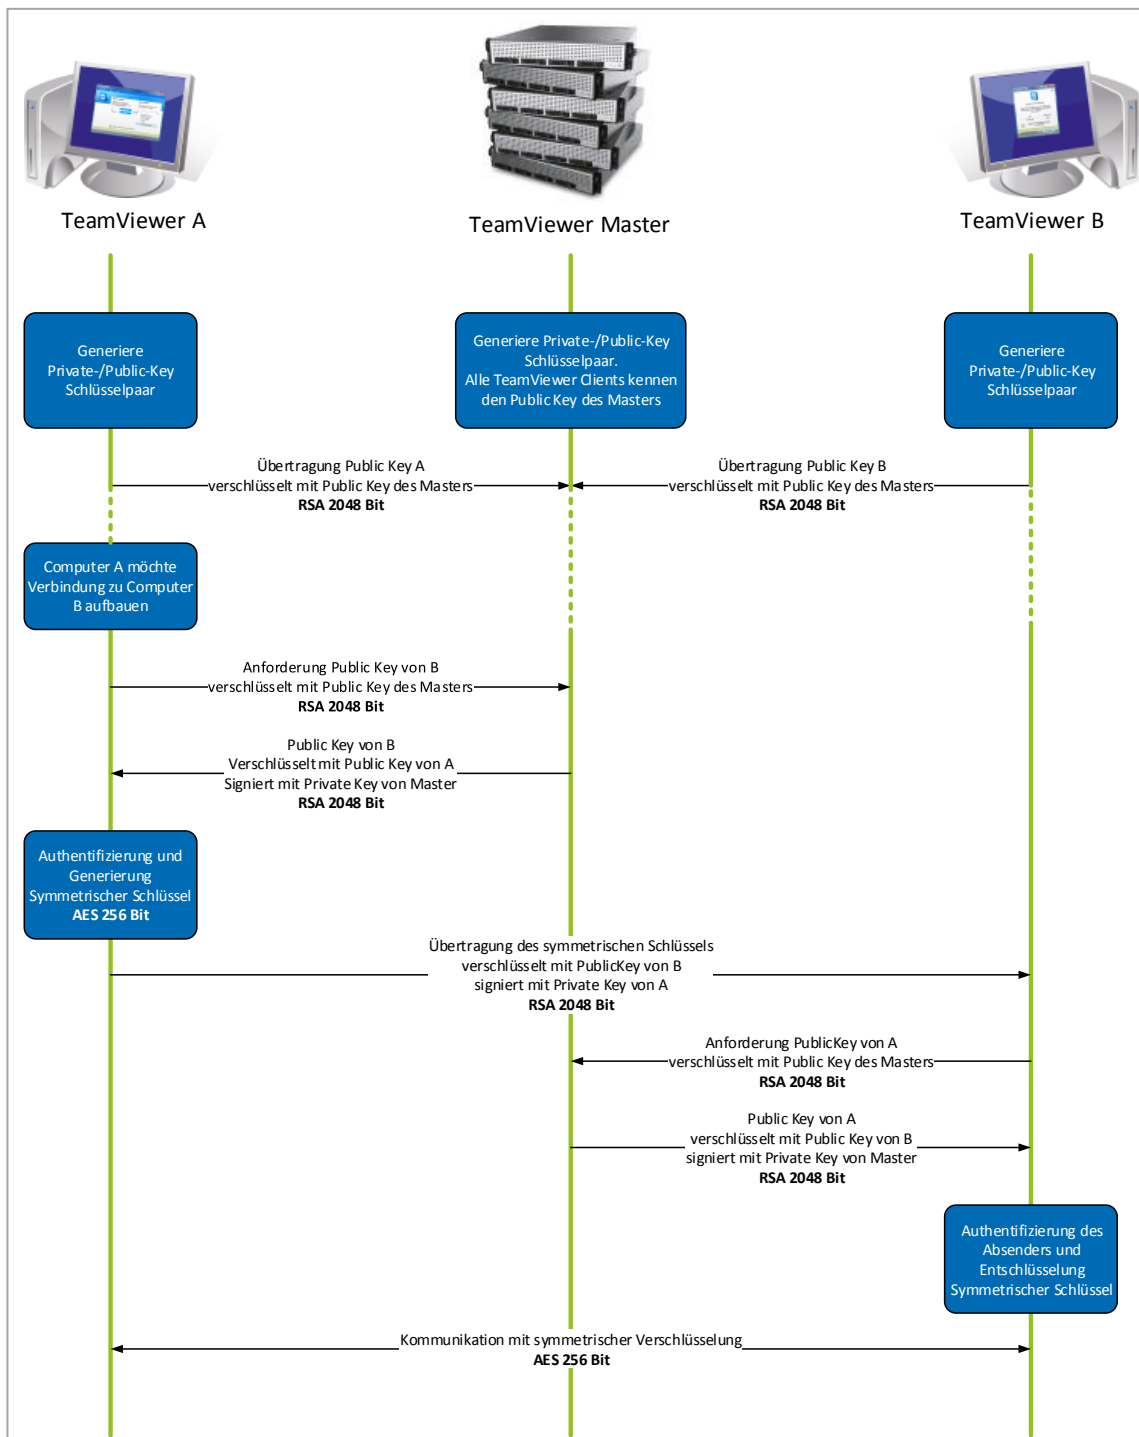 TeamViewer A
TeamViewer Master
TeamViewer B
Generiere
Private-/Public-Key
Schlüsselpaar
Generiere Private-/Public-Key
Schlüsselpaar.
Alle TeamViewer Clients kennen
den Public Key des Masters
Generiere
Private-/Public-Key
Schlüsselpaar
Übertragung Public Key A
verschlüsselt mit Public Key des Masters
RSA 2048 Bit
Übertragung Public Key B
verschlüsselt mit Public Key des Masters
RSA 2048 Bit
Computer A möchte
Verbindung zu Computer
B aufbauen
Anforderung Public Key von B
verschlüsselt mit Public Key des Masters
RSA 2048 Bit
Public Key von B
Verschlüsselt mit Public Key von A
Signiert mit Private Key von Master
RSA 2048 Bit
Authentifizierung und
Generierung
Symmetrischer Schlüssel
AES 256 Bit
Übertragung des symmetrischen Schlüssels
verschlüsselt mit PublicKey von B
signiert mit Private Key von A
RSA 2048 Bit
Anforderung PublicKey von A
verschlüsselt mit Public Key des Masters
RSA 2048 Bit
Public Key von A
verschlüsselt mit Public Key von B
signiert mit Private Key von Master
RSA 2048 Bit
Authentifizierung des
Absenders und
Entschlüsselung
Symmetrischer Schlüssel
Kommunikation mit symmetrischer Verschlüsselung
AES 256 Bit